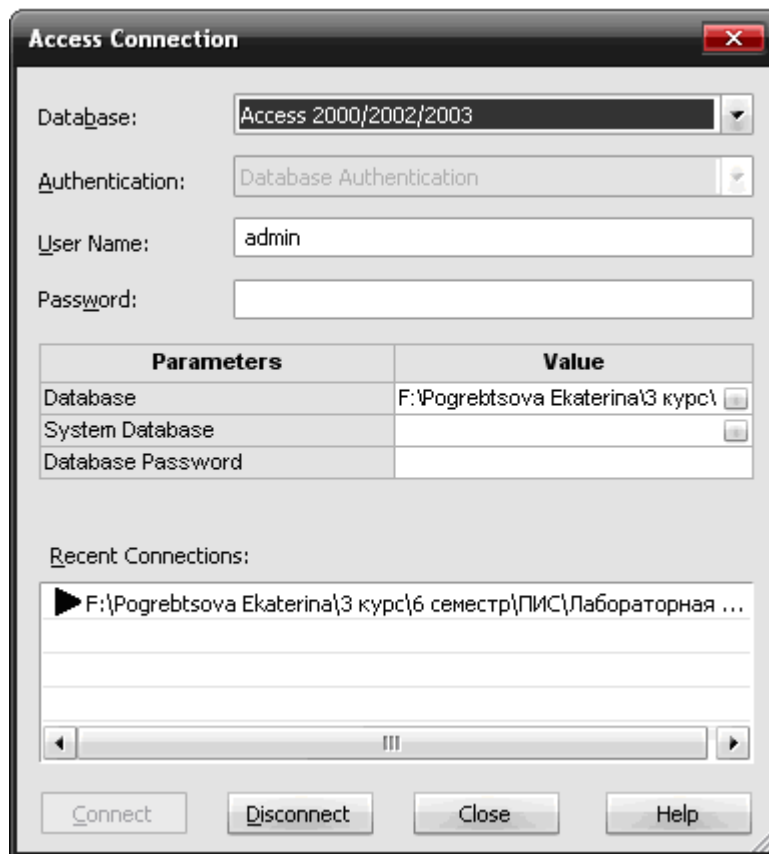 Access Connection
Database: Access 2000/2002/2003
Authentication: Database Authentication
User Name: admin
Password:
Parameters Value
Database F:\Pogrebtsova Ekaterina\3 курс\
System Database
Database Password
Recent Connections:
F:\Pogrebtsova Ekaterina\3 курс\6 семестр\ПИС\Лабораторная ...
Connect Disconnect Close Help